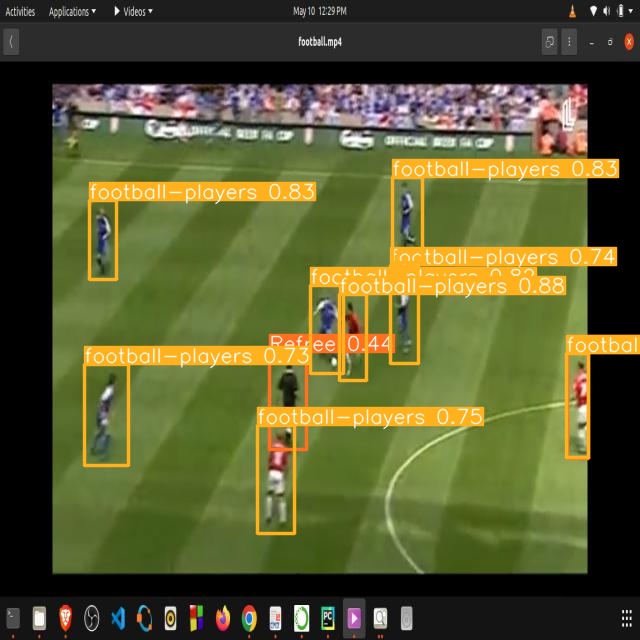 Activities Applications Videos May 10 12:29 PM
football.mp4
football-players 0.83
football-players 0.83
football-players 0.74
football-players 0.82
football-players 0.88
Refree 0.44
footbal
football-players 0.73
football-players 0.75